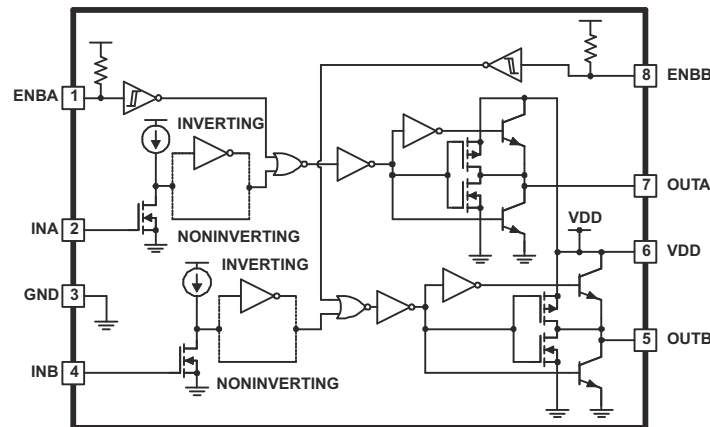 ENBA 1
8 ENBB
INVERTING
7 OUTA
INA 2
VDD
NONINVERTING
6 VDD
INVERTING
GND 3
5 OUTB
INB 4
NONINVERTING